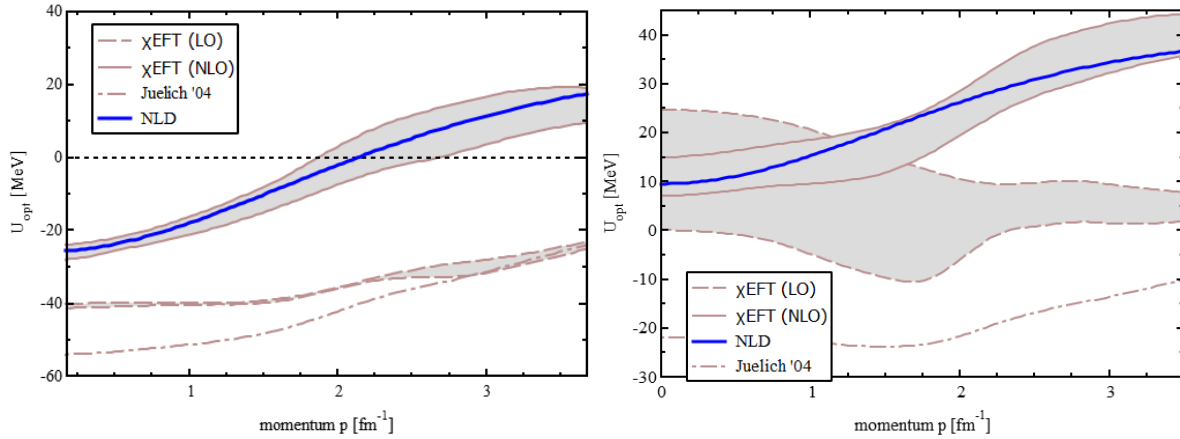 40
20
0
-20
-40
-60
U_opt [MeV]
χEFT (LO)
χEFT (NLO)
Juelich '04
NLD
1
2
3
momentum p [fm^-1]
40
30
20
10
0
-10
-20
-30
U_opt [MeV]
χEFT (LO)
χEFT (NLO)
NLD
Juelich '04
0
1
2
3
momentum p [fm^-1]